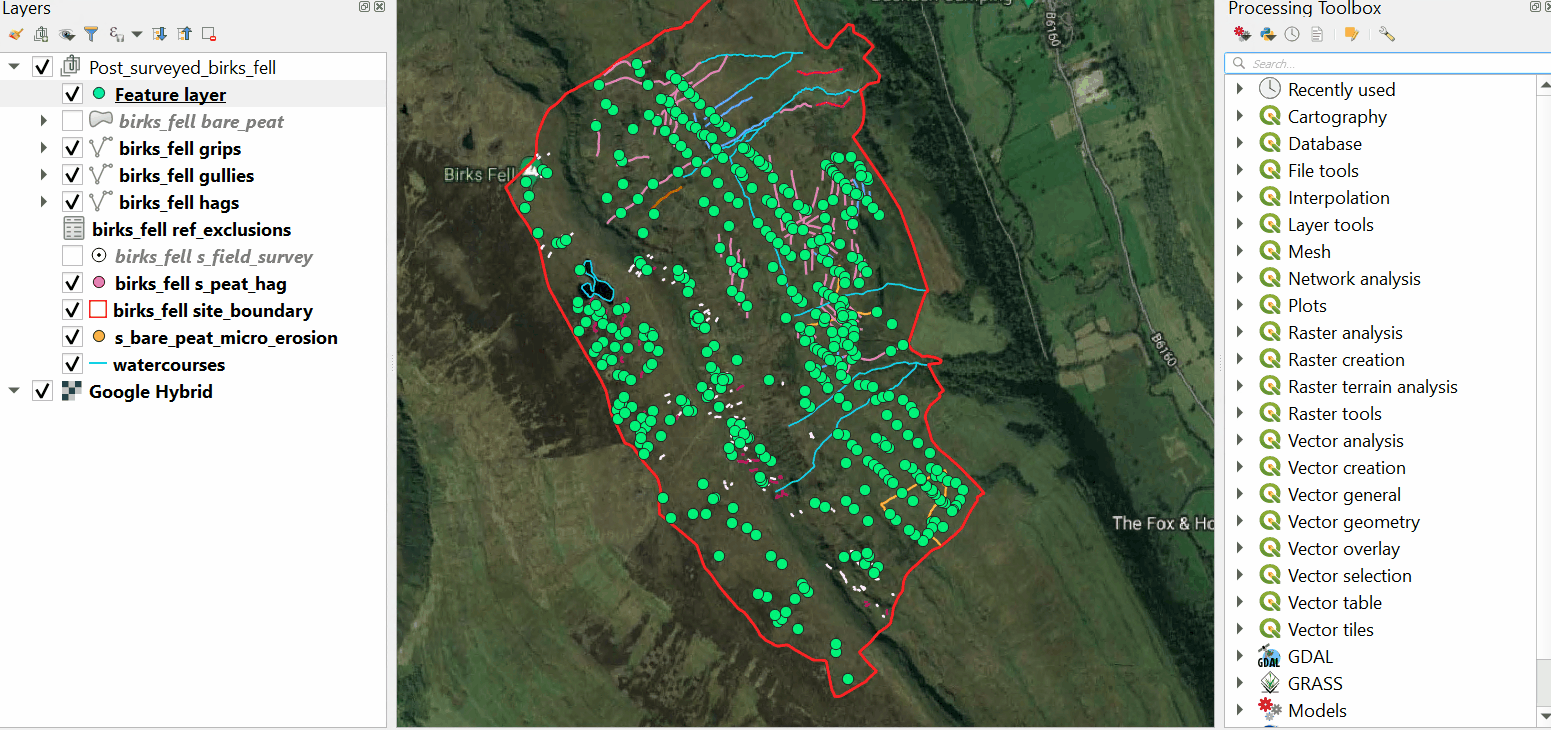 Layers
Post_surveyed_birks_fell
Feature layer
birks_fell bare_peat
birks_fell grips
birks_fell gullies
birks_fell hags
birks_fell ref_exclusions
birks_fell s_field_survey
birks_fell s_peat_hag
birks_fell site_boundary
s_bare_peat_micro_erosion
watercourses
Google Hybrid
B6160
Birks Fell
B6160
The Fox & Ho
Processing Toolbox
Search...
Recently used
Cartography
Database
File tools
Interpolation
Layer tools
Mesh
Network analysis
Plots
Raster analysis
Raster creation
Raster terrain analysis
Raster tools
Vector analysis
Vector creation
Vector general
Vector geometry
Vector overlay
Vector selection
Vector table
Vector tiles
GDAL
GDAL
GRASS
Models